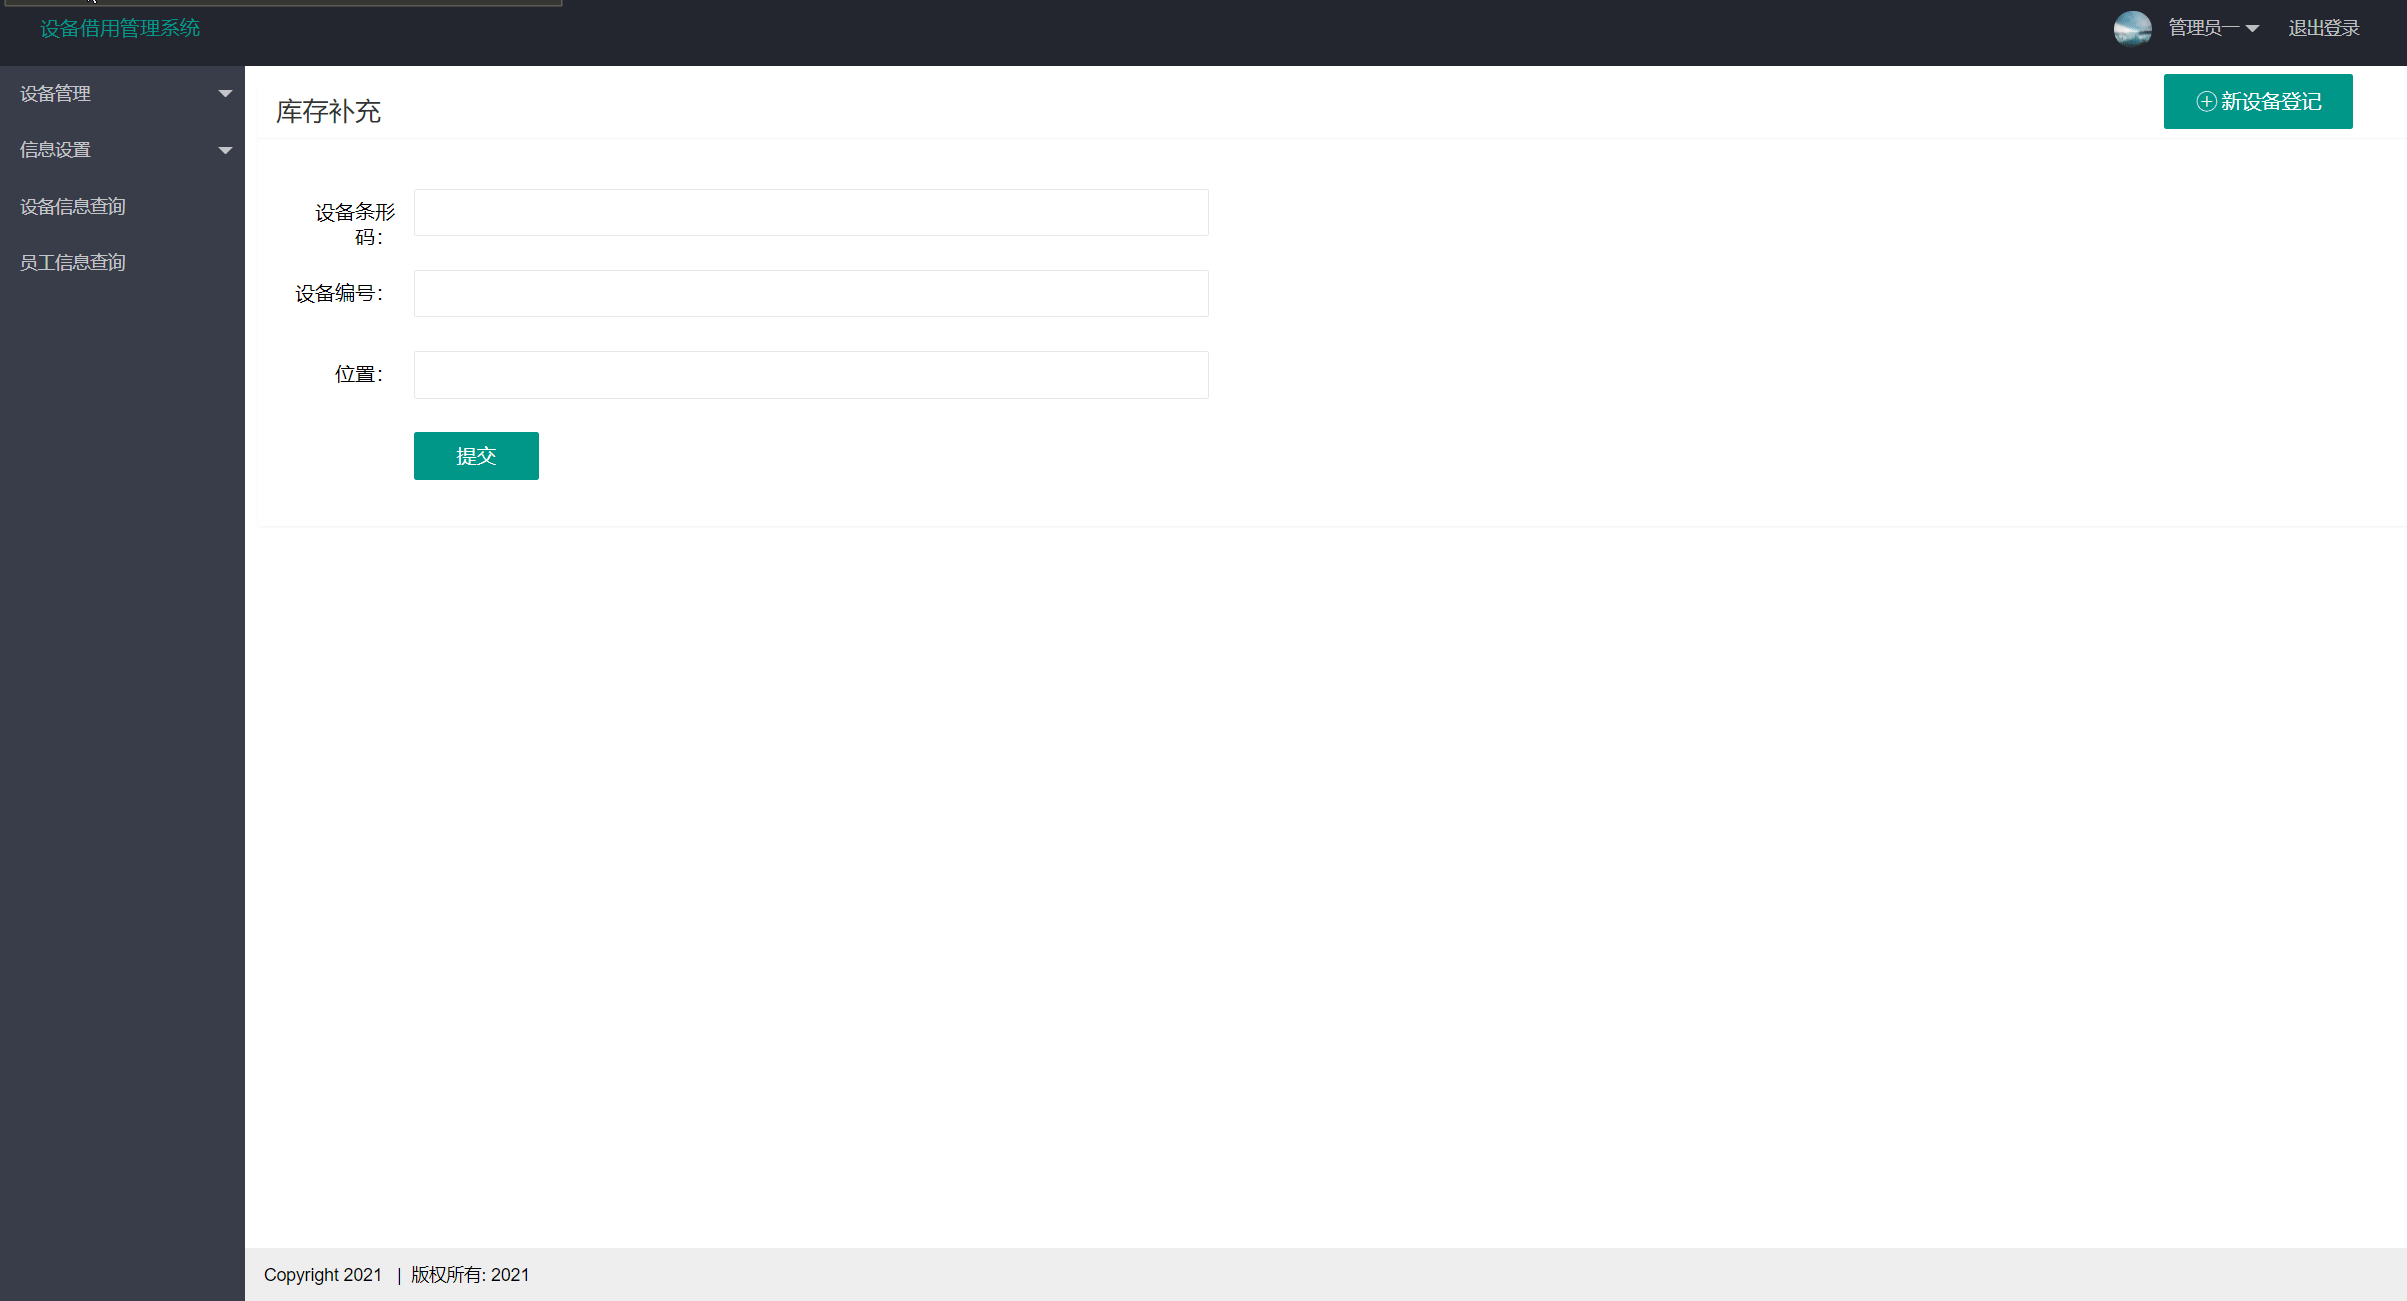 设备借用管理系统
管理员一
退出登录
设备管理
信息设置
设备信息查询
员工信息查询
库存补充
新设备登记
设备条形
码：
设备编号：
位置：
提交
Copyright 2021 | 版权所有: 2021